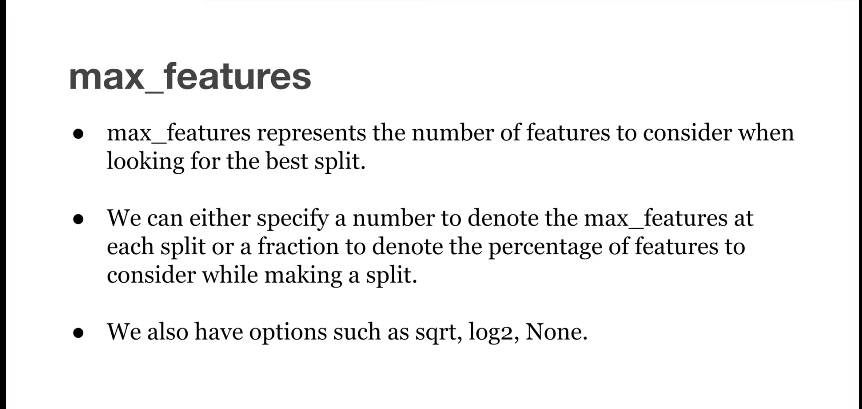 max_features
● max_features represents the number of features to consider when
looking for the best split.
● We can either specify a number to denote the max_features at
each split or a fraction to denote the percentage of features to
consider while making a split.
● We also have options such as sqrt, log2, None.